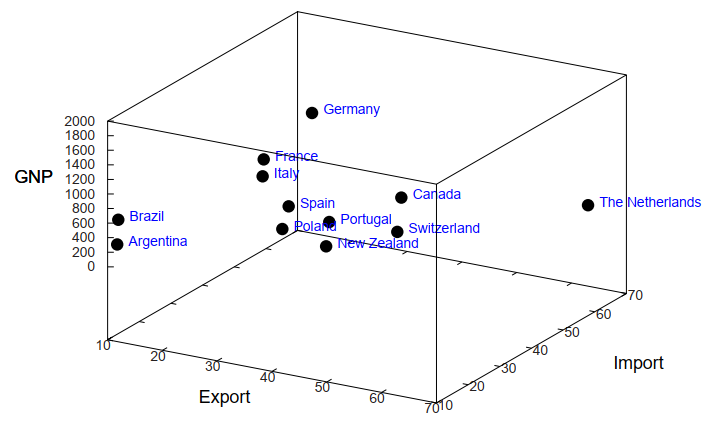 Germany
2000
1800
1600
France
1400
GNP
Italy
1200
Canada
1000
Spain
The Netherlands
800
Brazil
Portugal
600
Poland
Switzerland
400
Argentina
New Zealand
200
0
10
20
30
40
50
60
70
Export
10
20
30
40
50
60
70
Import